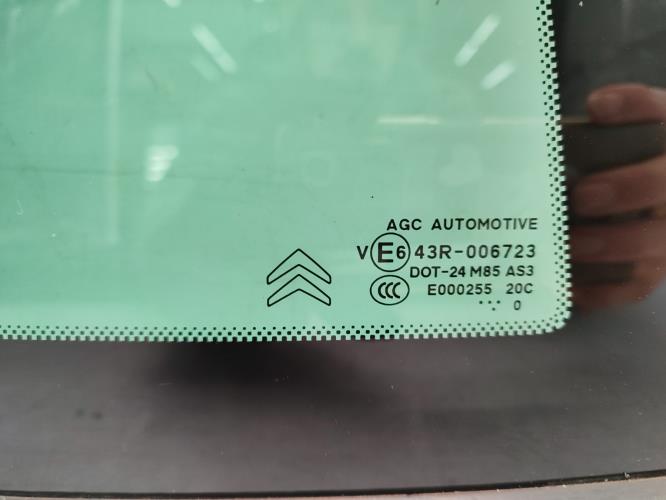 AGC AUTOMOTIVE
V E6 43R-006723
DOT-24 M85 AS3
CCC E000255 20C
0